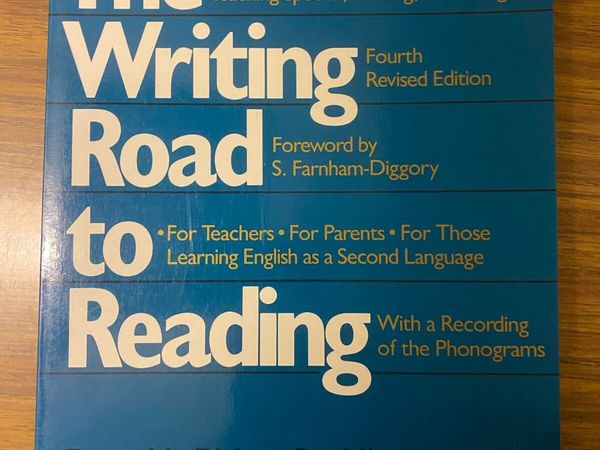 The
Writing
Fourth
Revised Edition
Road
Foreword by
S. Farnham-Diggory
to
• For Teachers • For Parents • For Those
Learning English as a Second Language
Reading
With a Recording
of the Phonograms